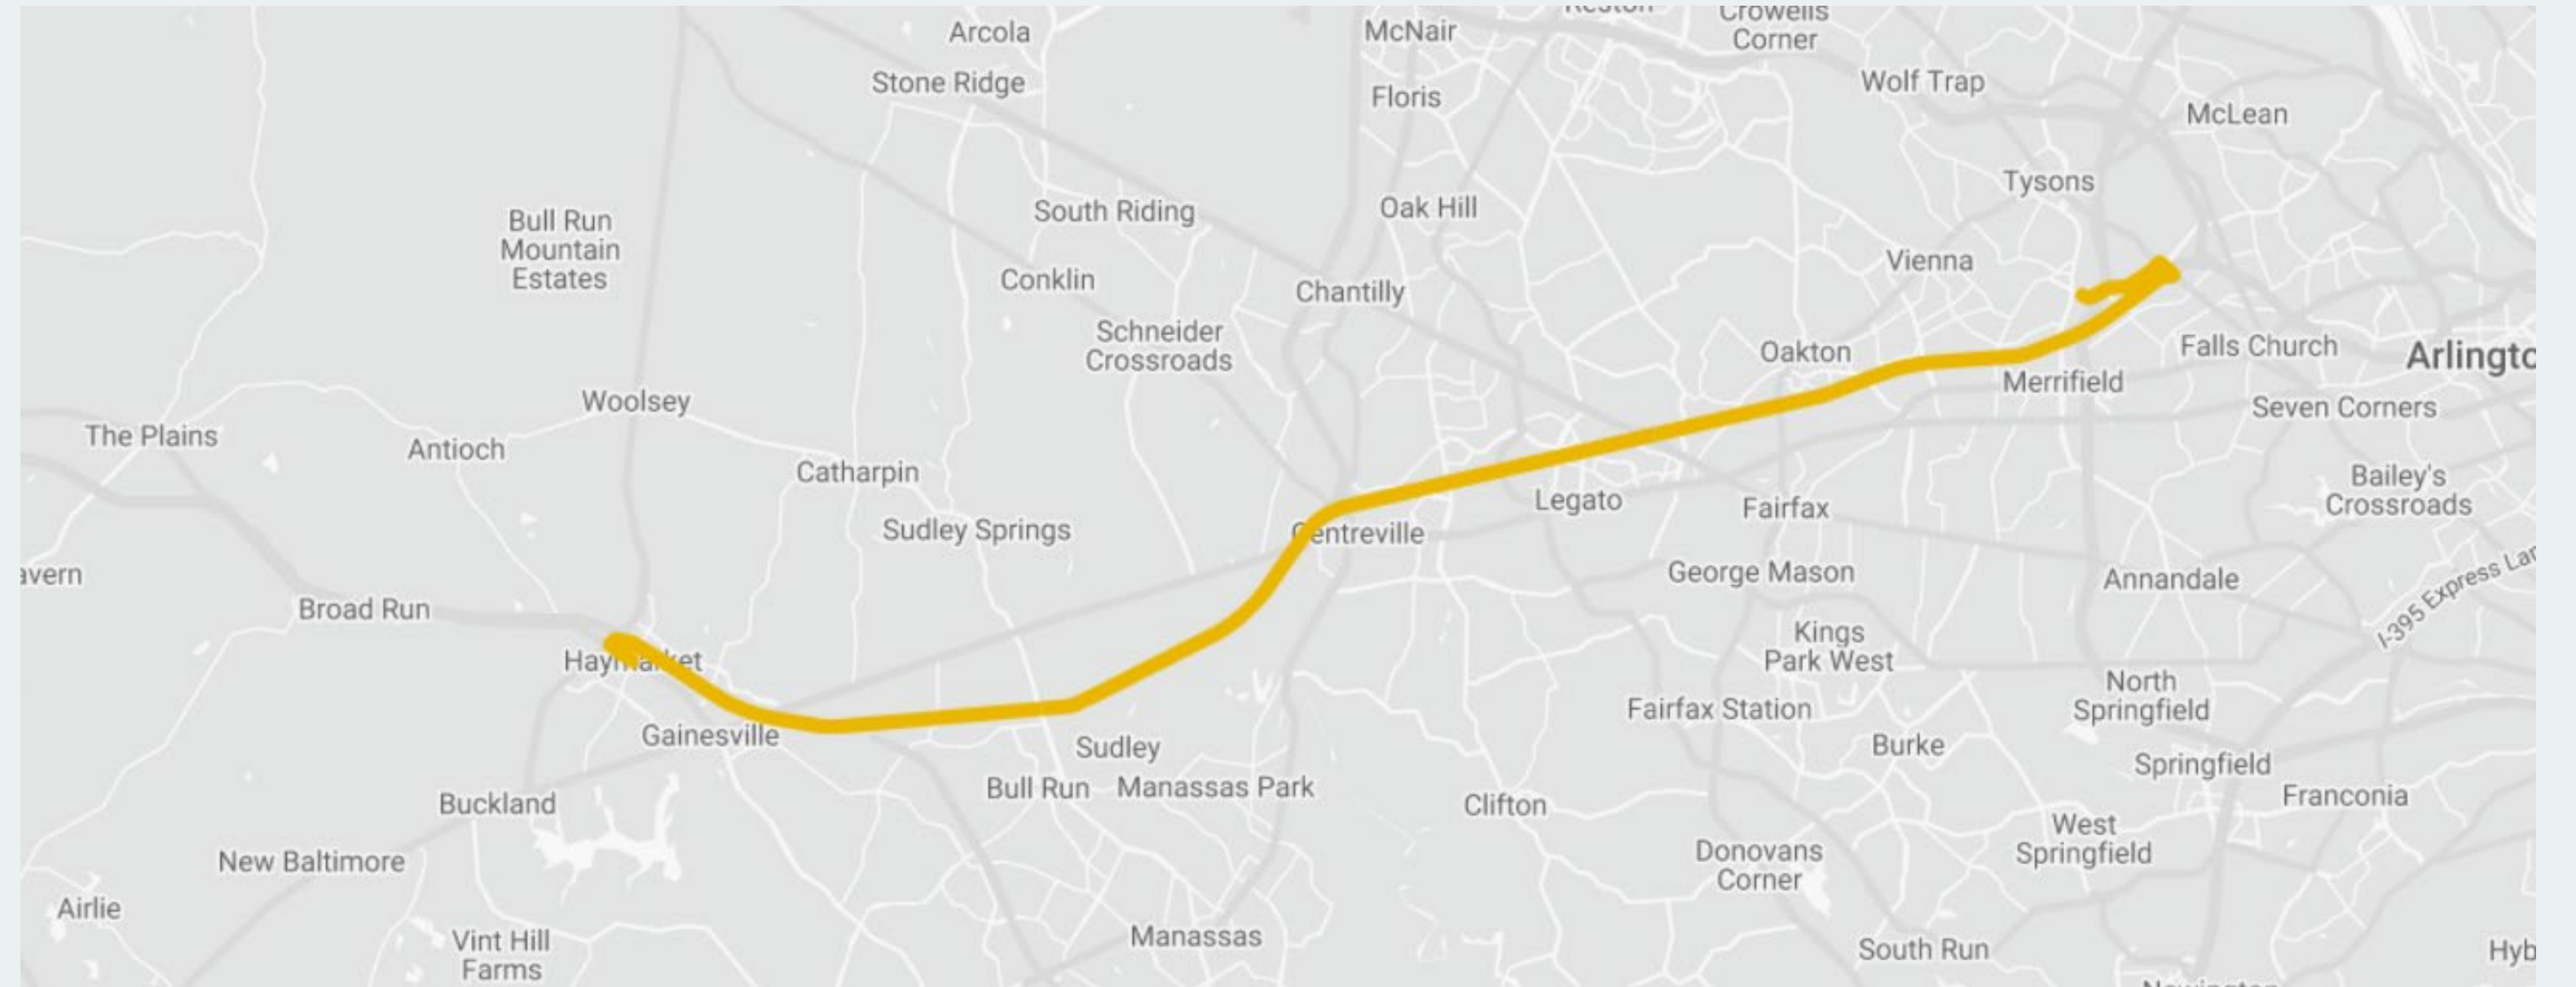 Arcola
McNair
Crowells
Corner
Stone Ridge
Floris
Wolf Trap
McLean
Tysons
Bull Run
Mountain
Estates
South Riding
Oak Hill
Conklin
Chantilly
Vienna
Schneider
Crossroads
Oakton
Falls Church
Arlingto
Merrifield
Woolsey
Seven Corners
The Plains
Antioch
Catharpin
Legato
Fairfax
Bailey's
Crossroads
Sudley Springs
Centreville
avern
George Mason
Annandale
I-395 Express Lan
Broad Run
Kings
Park West
Haymarket
North
Springfield
Gainesville
Fairfax Station
Sudley
Burke
Springfield
Bull Run
Manassas Park
Buckland
Clifton
Franconia
West
Springfield
New Baltimore
Donovans
Corner
Airlie
Vint Hill
Farms
Manassas
South Run
Hyb